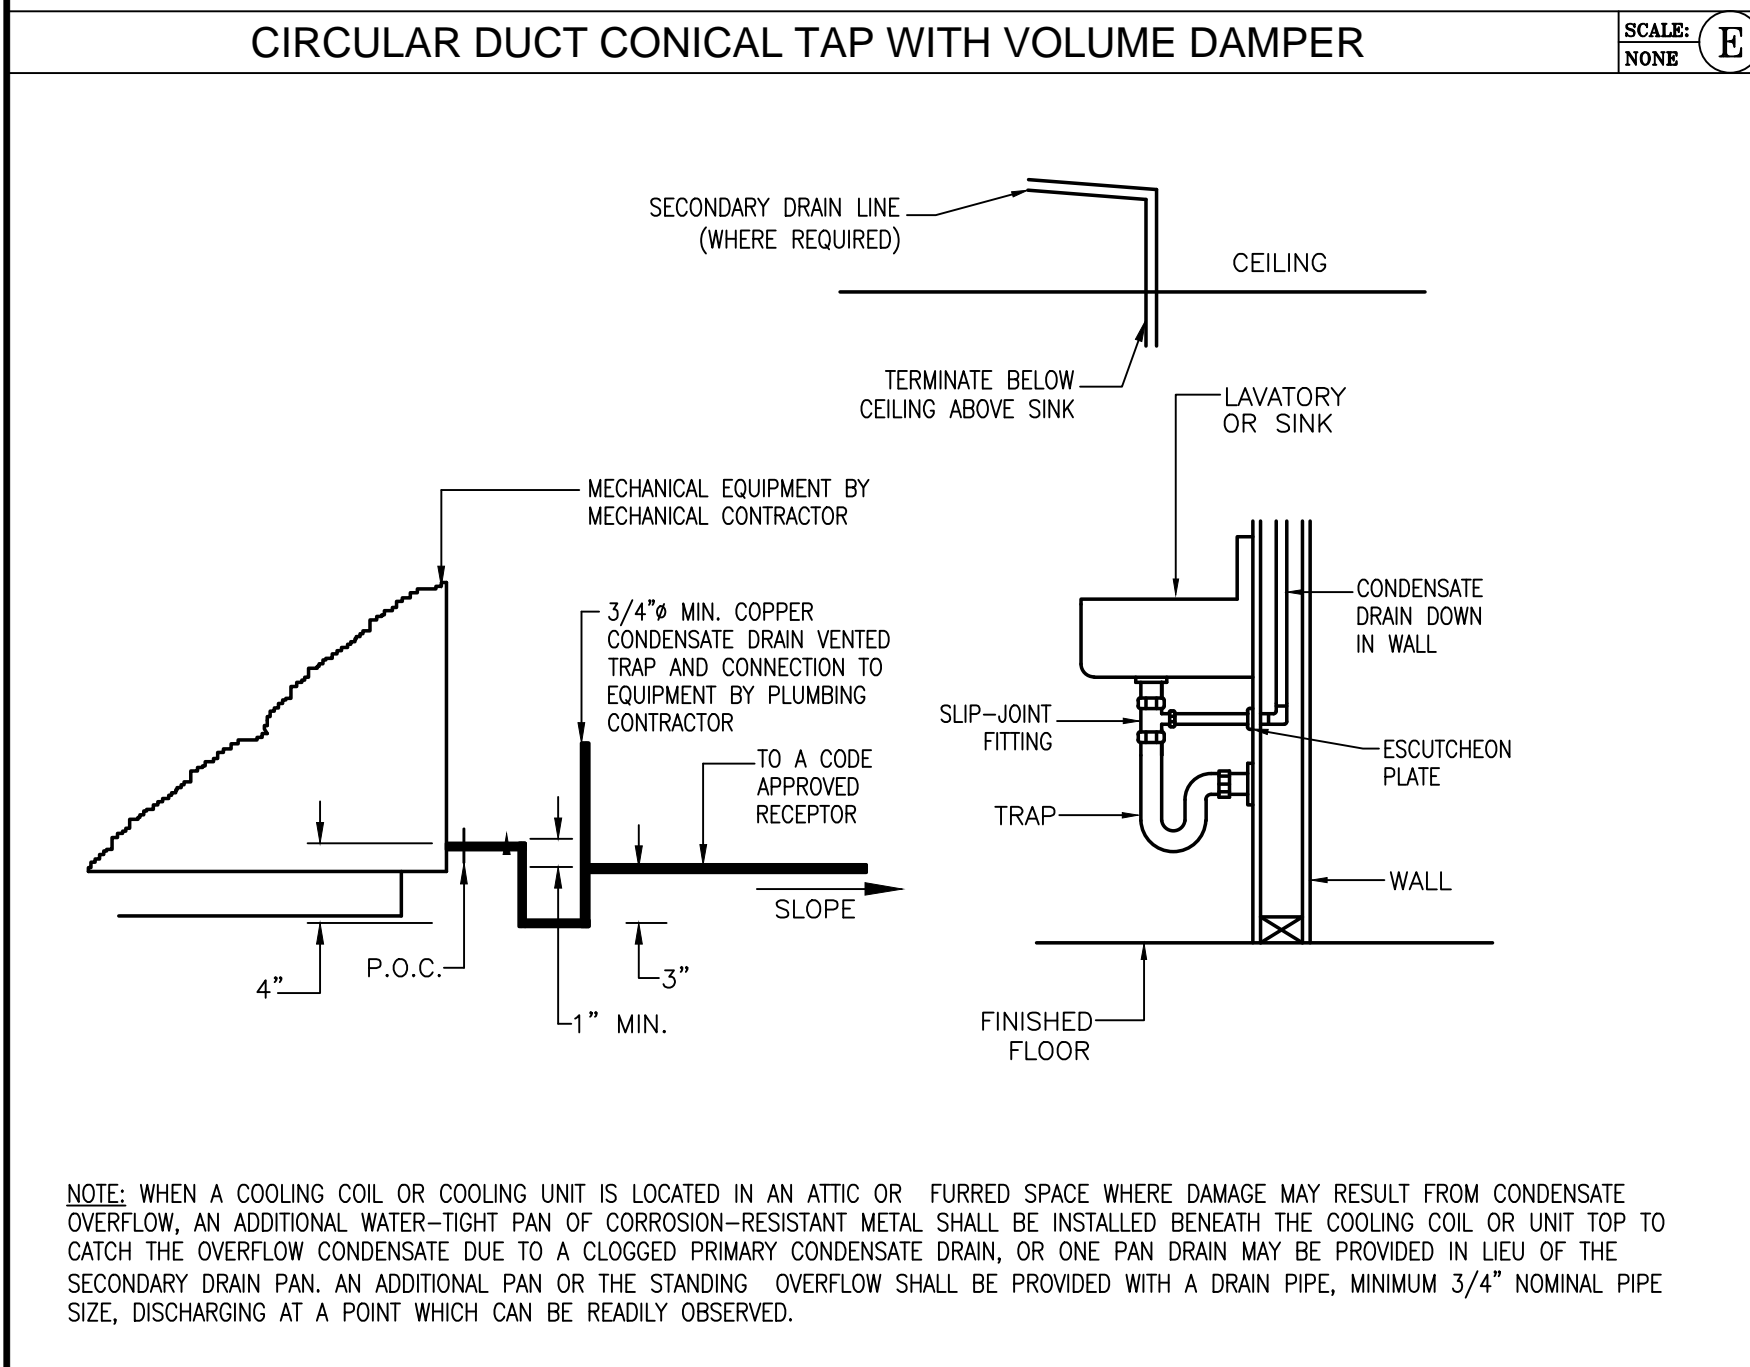 CIRCULAR DUCT CONICAL TAP WITH VOLUME DAMPER
SCALE:
NONE
E
SECONDARY DRAIN LINE
(WHERE REQUIRED)
CEILING
TERMINATE BELOW
CEILING ABOVE SINK
LAVATORY
OR SINK
MECHANICAL EQUIPMENT BY
MECHANICAL CONTRACTOR
3/4"ø MIN. COPPER
CONDENSATE DRAIN VENTED
TRAP AND CONNECTION TO
EQUIPMENT BY PLUMBING
CONTRACTOR
TO A CODE
APPROVED
RECEPTOR
SLOPE
4"
P.O.C.
3"
1" MIN.
CONDENSATE
DRAIN DOWN
IN WALL
SLIP-JOINT
FITTING
ESCUTCHEON
PLATE
TRAP
WALL
FINISHED
FLOOR
NOTE: WHEN A COOLING COIL OR COOLING UNIT IS LOCATED IN AN ATTIC OR FURRED SPACE WHERE DAMAGE MAY RESULT FROM CONDENSATE
OVERFLOW, AN ADDITIONAL WATER-TIGHT PAN OF CORROSION-RESISTANT METAL SHALL BE INSTALLED BENEATH THE COOLING COIL OR UNIT TOP TO
CATCH THE OVERFLOW CONDENSATE DUE TO A CLOGGED PRIMARY CONDENSATE DRAIN, OR ONE PAN DRAIN MAY BE PROVIDED IN LIEU OF THE
SECONDARY DRAIN PAN. AN ADDITIONAL PAN OR THE STANDING OVERFLOW SHALL BE PROVIDED WITH A DRAIN PIPE, MINIMUM 3/4" NOMINAL PIPE
SIZE, DISCHARGING AT A POINT WHICH CAN BE READILY OBSERVED.